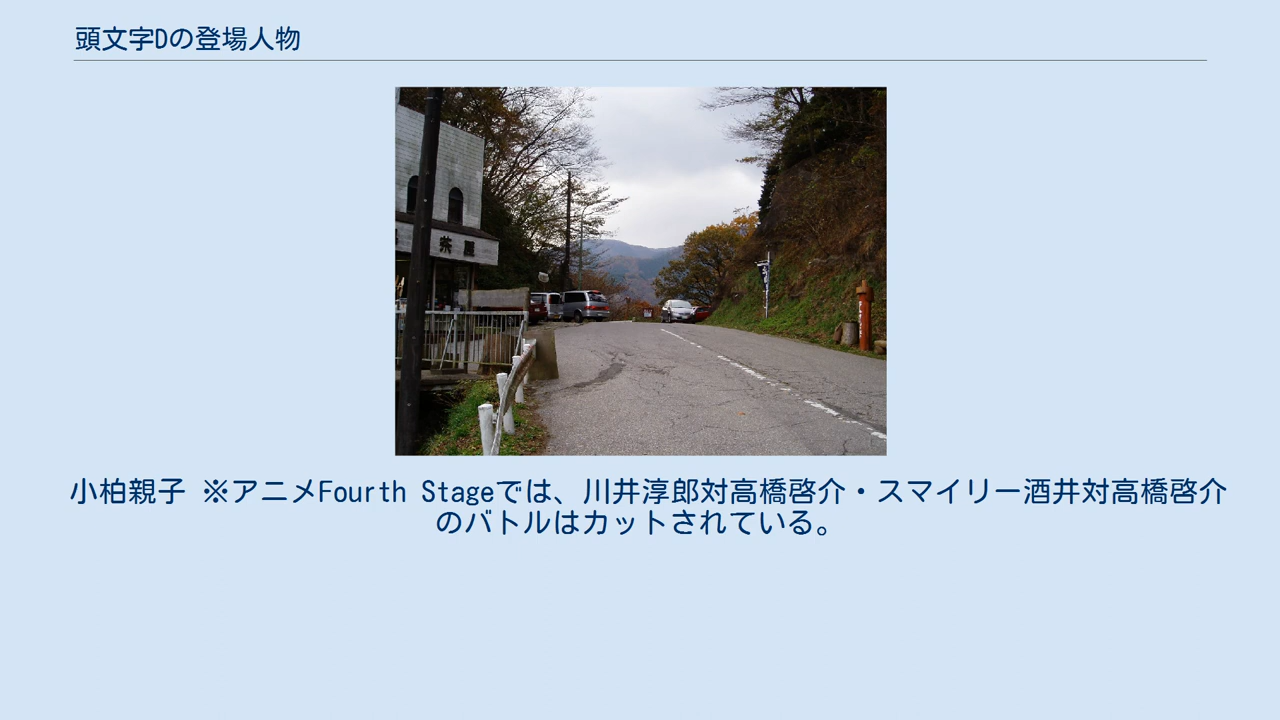 頭文字Dの登場人物
茶屋
小柏親子 ※アニメFourth Stageでは、川井淳郎対高橋啓介・スマイリー酒井対高橋啓介
のバトルはカットされている。